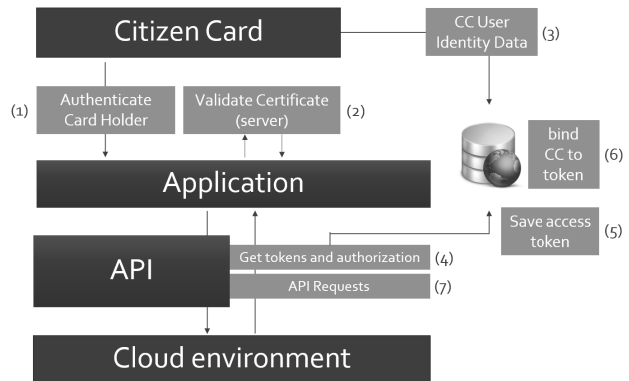 Citizen Card
CC User
Identity Data
(3)
(1)
Authenticate
Card Holder
Validate Certificate
(server)
(2)
bind
CC to
token
(6)
Application
Save access
token
(5)
API
Get tokens and authorization
(4)
API Requests
(7)
Cloud environment